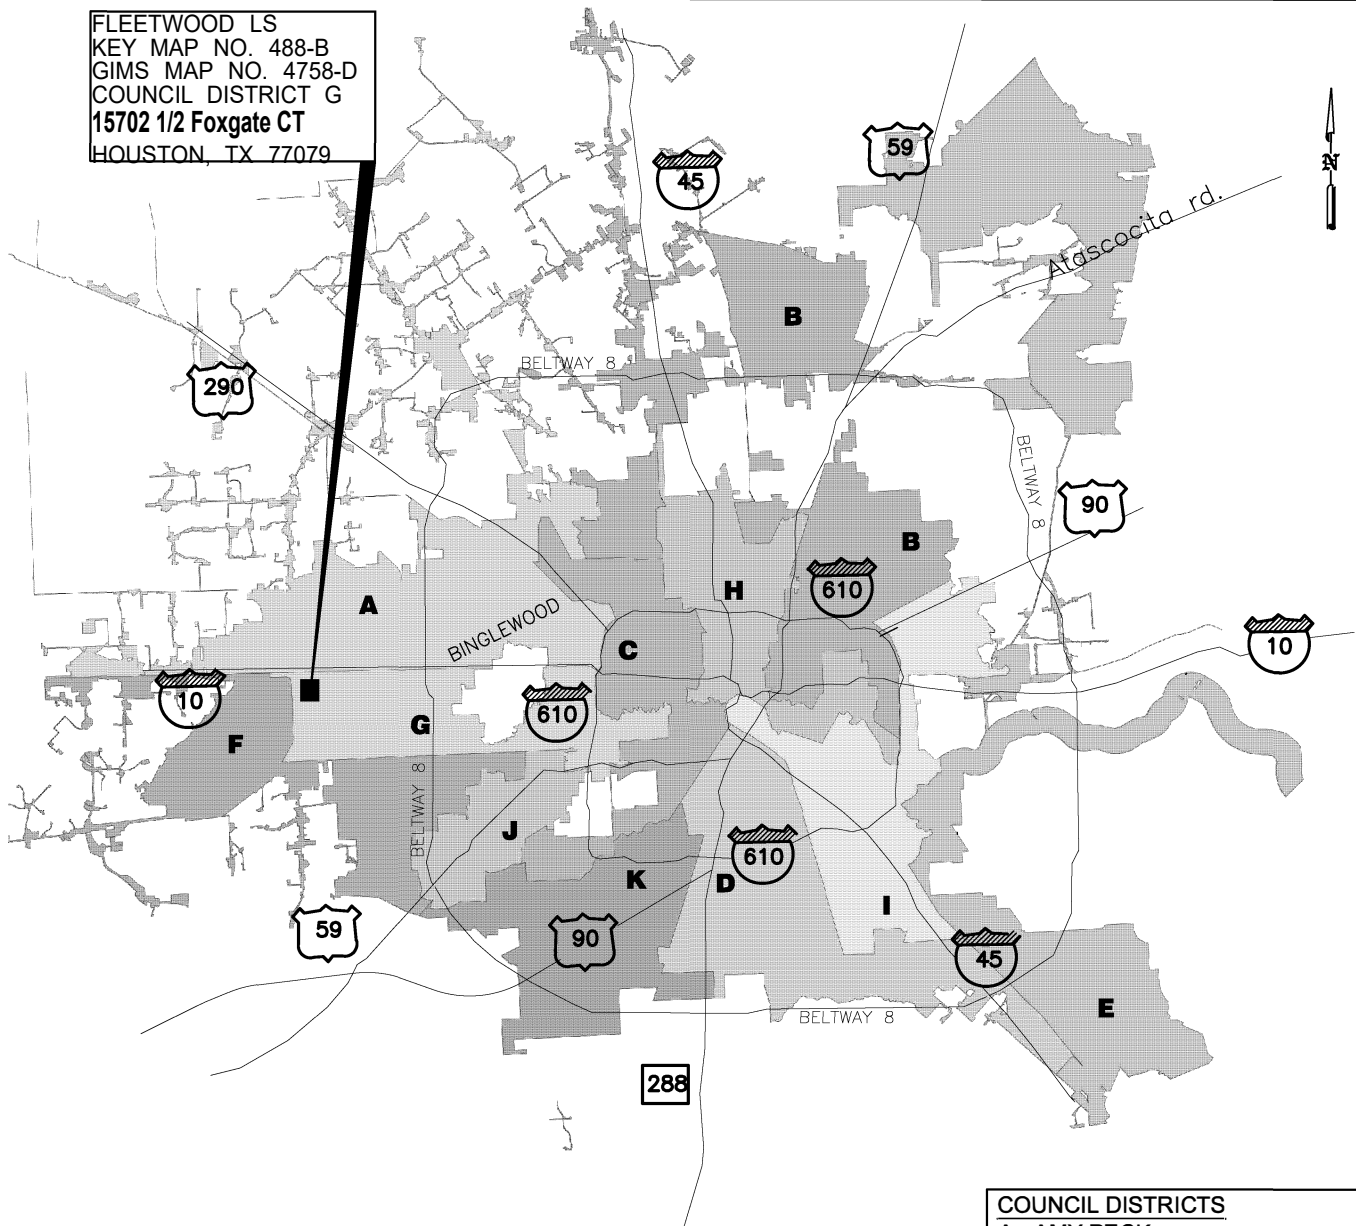 FLEETWOOD LS
KEY MAP NO. 488-B
GIMS MAP NO. 4758-D
COUNCIL DISTRICT G
15702 1/2 Foxgate CT
HOUSTON, TX 77079
59
45
N
Atascocita rd.
B
BELTWAY 8
290
BELTWAY 8
90
B
610
H
A
BINGLEWOOD
C
10
10
610
G
F
BELTWAY 8
J
610
K
D
I
59
90
45
E
BELTWAY 8
288
COUNCIL DISTRICTS